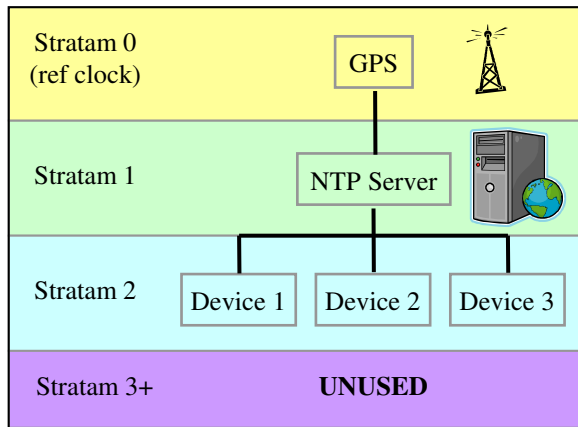 Stratam 0
(ref clock)
GPS
Stratam 1
NTP Server
Stratam 2
Device 1
Device 2
Device 3
Stratam 3+
UNUSED